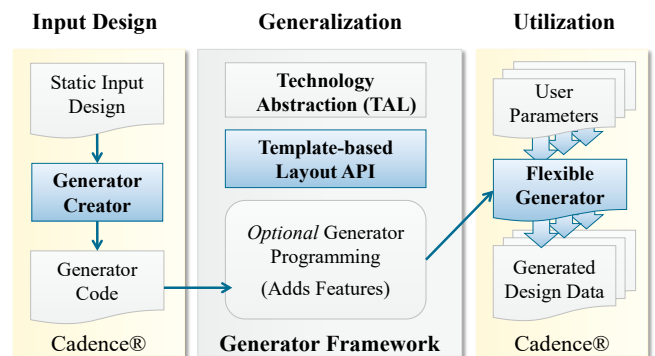 Input Design
Static Input
Design
Generator
Creator
Generator
Code
Cadence®
Generalization
Technology
Abstraction (TAL)
Template-based
Layout API
Optional Generator
Programming
(Adds Features)
Generator Framework
Utilization
User
Parameters
Flexible
Generator
Generated
Design Data
Cadence®